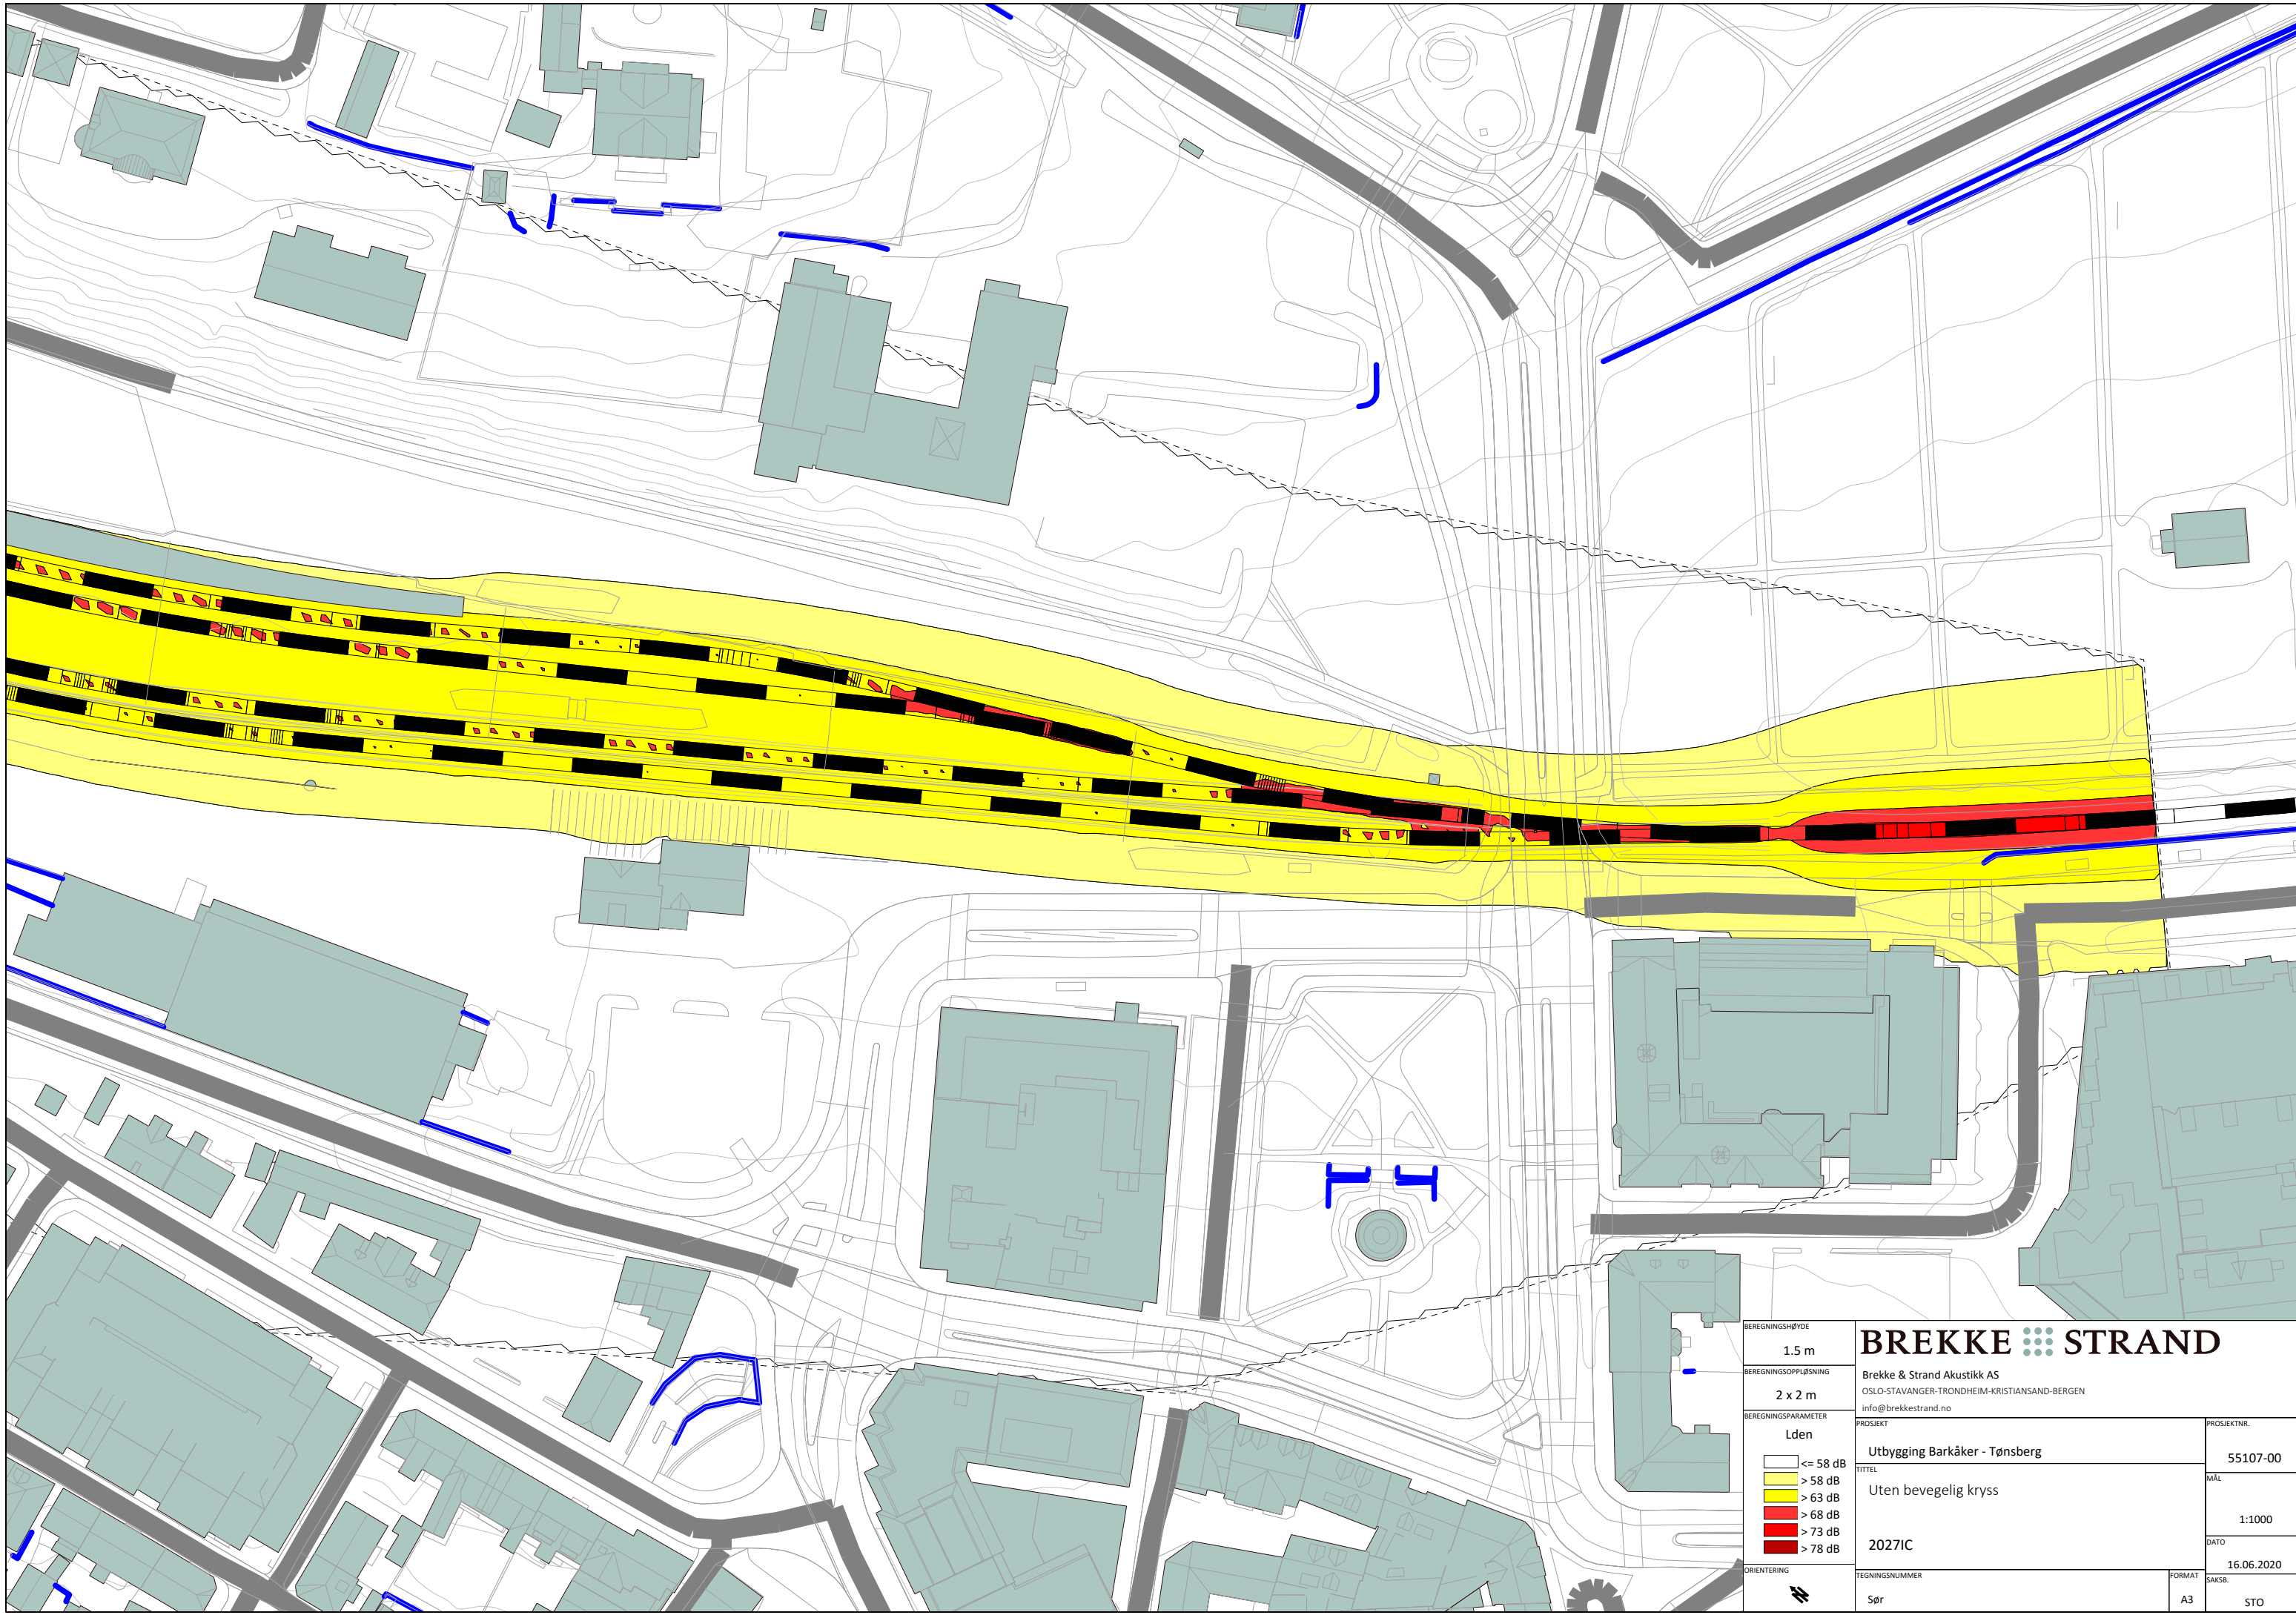 BEREGNINGSHØYDE
1.5 m
BEREGNINGSOPPLØSNING
2 x 2 m
BEREGNINGSPARAMETER
Lden
<= 58 dB
> 58 dB
> 63 dB
> 68 dB
> 73 dB
> 78 dB
ORIENTERING
BREKKE STRAND
Brekke & Strand Akustikk AS
OSLO-STAVANGER-TRONDHEIM-KRISTIANSAND-BERGEN
info@brekkestrand.no
PROSJEKT
Utbygging Barkåker - Tønsberg
PROSJEKTNR.
55107-00
TITTEL
Uten bevegelig kryss
2027IC
MÅL
1:1000
DATO
16.06.2020
TEGNINGSNUMMER
Sør
FORMAT
A3
SAKSB.
STO